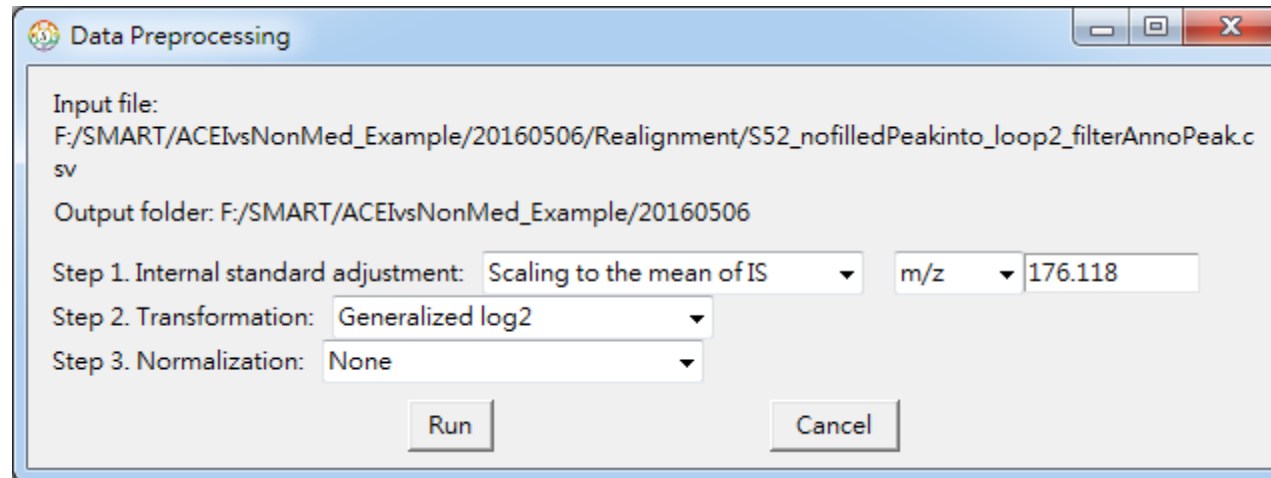 Data Preprocessing
Input file:
F:/SMART/ACEIvsNonMed_Example/20160506/Realignment/S52_nofilledPeakinto_loop2_filterAnnoPeak.c
sv
Output folder: F:/SMART/ACEIvsNonMed_Example/20160506
Step 1. Internal standard adjustment: Scaling to the mean of IS m/z 176.118
Step 2. Transformation: Generalized log2
Step 3. Normalization: None
Run Cancel